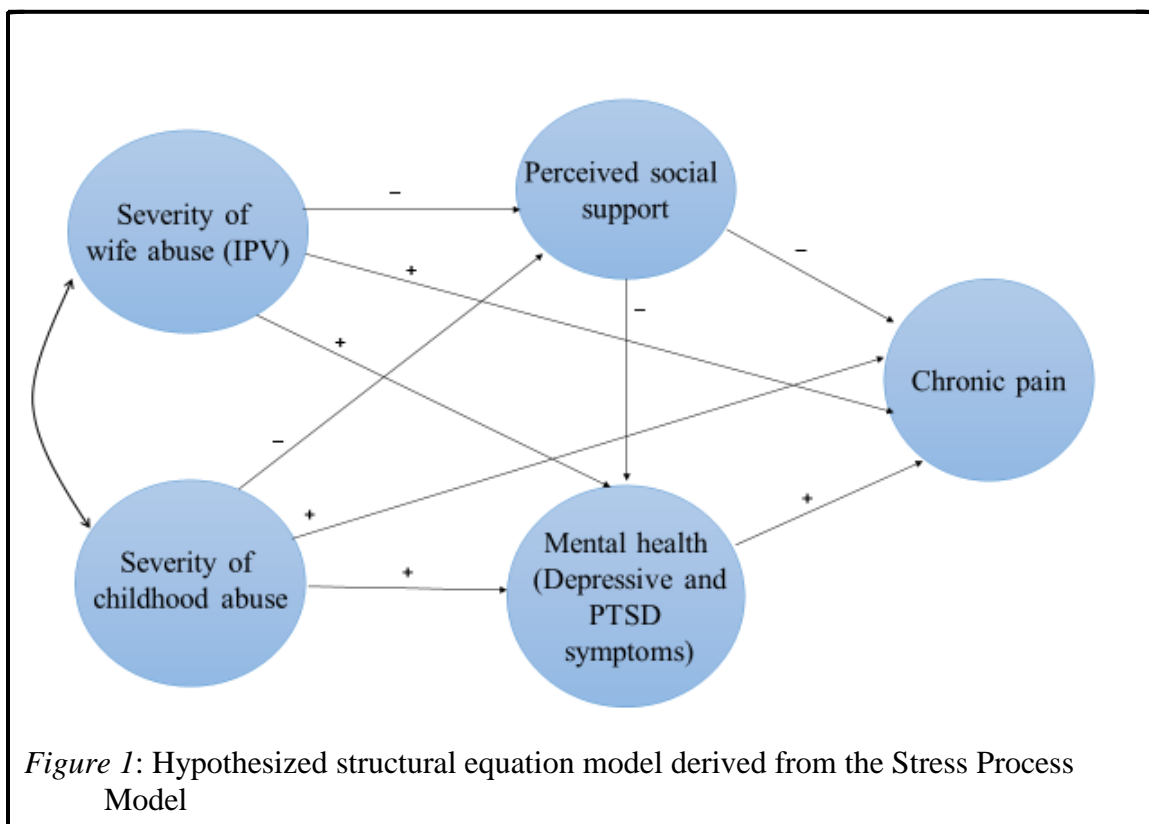 Severity of
wife abuse (IPV)
Perceived social
support
Chronic pain
Severity of
childhood abuse
Mental health
(Depressive and
PTSD
symptoms)
–
+
+
–
–
–
+
+
+
Figure 1: Hypothesized structural equation model derived from the Stress Process
Model